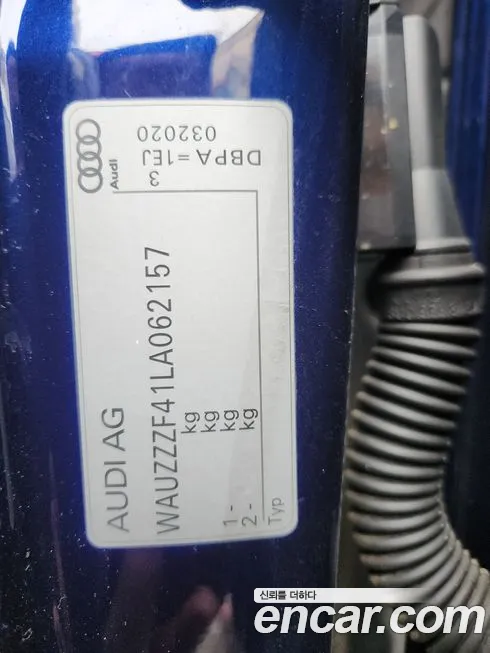 AUDI AG
WAUZZZF41LA062157
kg
kg
1 - kg
2 - kg
Typ
3
DBPA =1EJ
032020
Audi
신뢰를 더하다
encar.com